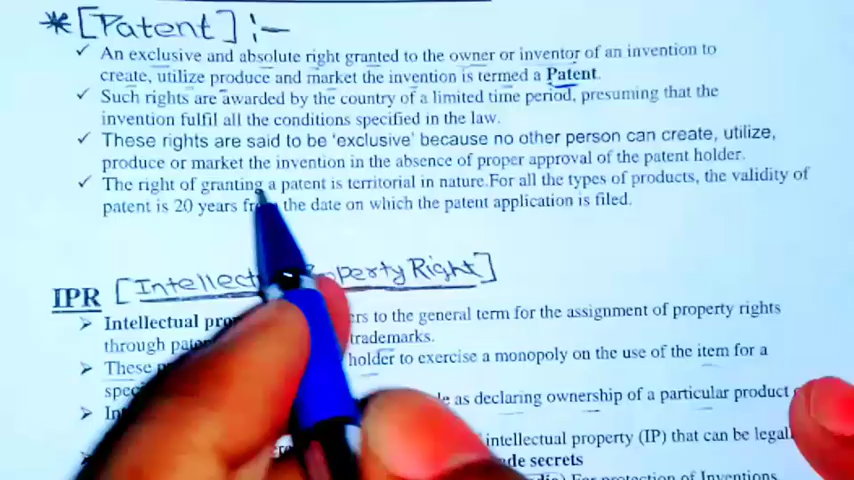 *[Patent] :-
✓ An exclusive and absolute right granted to the owner or inventor of an invention to
create, utilize produce and market the invention is termed a Patent.
✓ Such rights are awarded by the country of a limited time period, presuming that the
invention fulfil all the conditions specified in the law.
✓ These rights are said to be ‘exclusive’ because no other person can create, utilize,
produce or market the invention in the absence of proper approval of the patent holder.
✓ The right of granting a patent is territorial in nature.For all the types of products, the validity of
patent is 20 years the date on which the patent application is filed.
IPR [Intellect Property Right]
➢ Intellectual to the general term for the assignment of property rights
through trademarks.
➢ These holder to exercise a monopoly on the use of the item for a
➢ as declaring ownership of a particular product
intellectual property (IP) that can be
secrets
For protection of Inventions